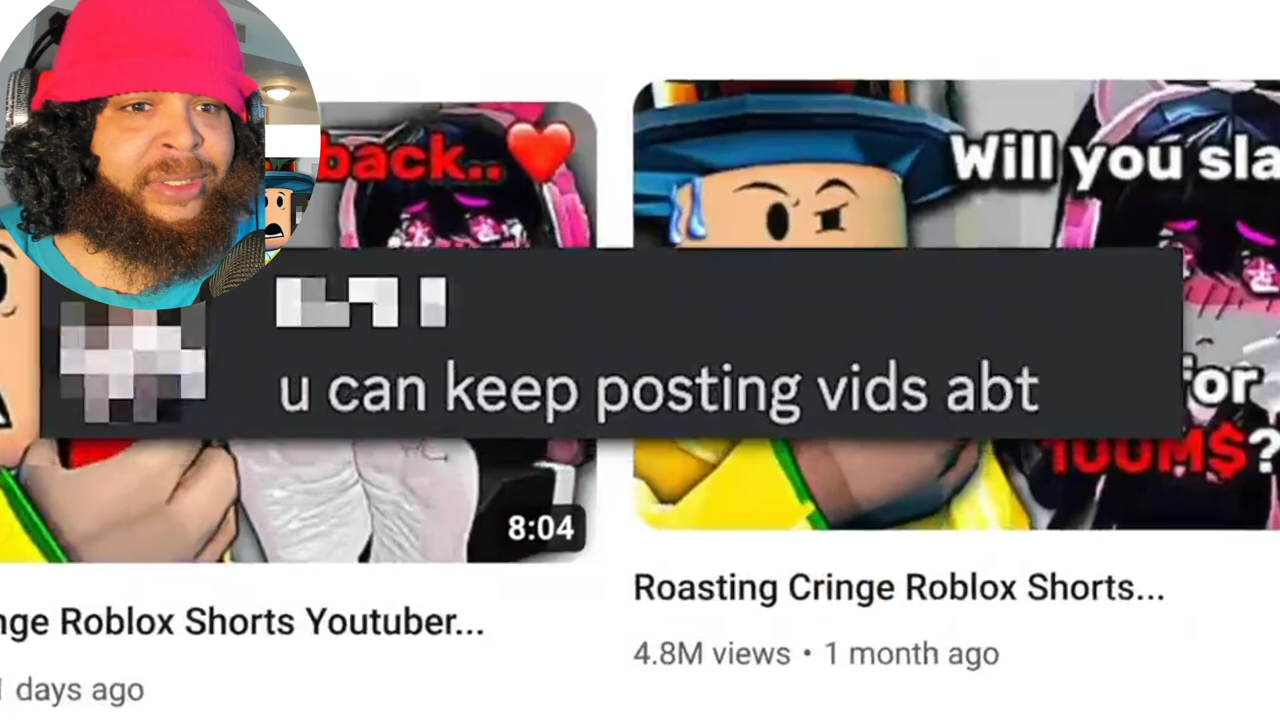 back.. ❤️
Will you sla
u can keep posting vids abt
for
100M$?
8:04
nge Roblox Shorts Youtuber...
Roasting Cringe Roblox Shorts...
4.8M views • 1 month ago
days ago